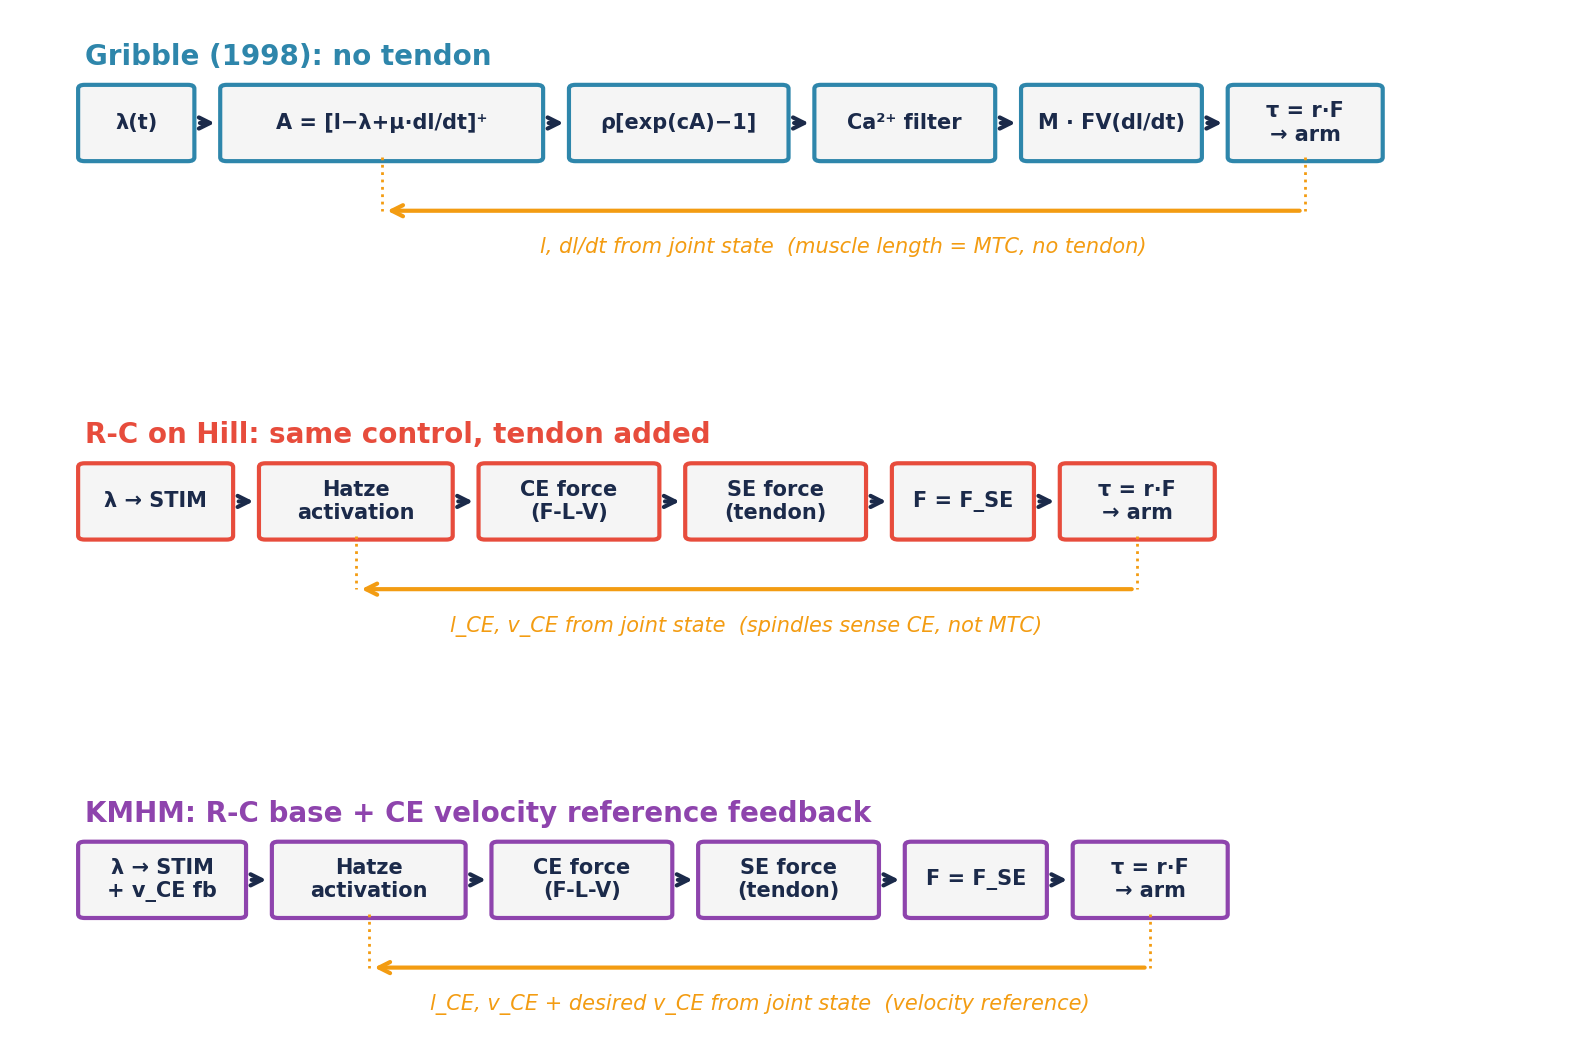 Gribble (1998): no tendon
λ(t)
A = [l−λ+μ·dl/dt]⁺
ρ[exp(cA)−1]
Ca²⁺ filter
M · FV(dl/dt)
τ = r·F
→ arm
l, dl/dt from joint state  (muscle length = MTC, no tendon)
R-C on Hill: same control, tendon added
λ → STIM
Hatze
activation
CE force
(F-L-V)
SE force
(tendon)
F = F_SE
τ = r·F
→ arm
l_CE, v_CE from joint state  (spindles sense CE, not MTC)
KMHM: R-C base + CE velocity reference feedback
λ → STIM
+ v_CE fb
Hatze
activation
CE force
(F-L-V)
SE force
(tendon)
F = F_SE
τ = r·F
→ arm
l_CE, v_CE + desired v_CE from joint state  (velocity reference)